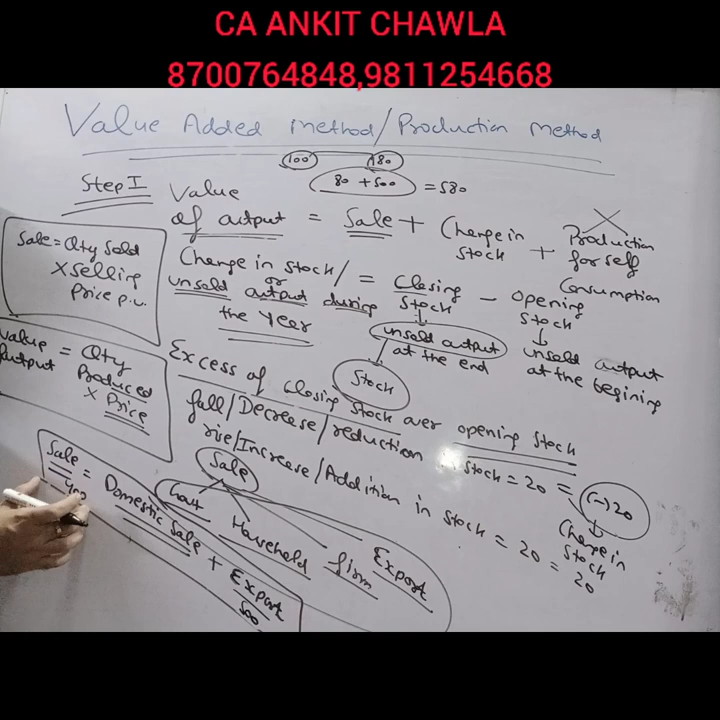 CA ANKIT CHAWLA
8700764848,9811254668
Value Added method/Production method
100 180
80 + 500 = 580
Step I Value
of output = Sale + Change in Stock + Production for self Consumption
Sale = Qty Sold
X Selling
Price p.u.
Change in Stock/ = Closing Stock - Opening Stock
or
unsold output during
the Year
unsold output
at the end
unsold output
at the begining
Stock
Value output = Qty
Produced
X Price
Excess of closing stock over opening stock
fall/Decrease/reduction in stock = 20 = (-) 20
rise/Increase/Addition in stock = 20 = 20
Change in
Stock
Sale
Govt Household firm Export
Sale = Domestic Sale + Export
400
500